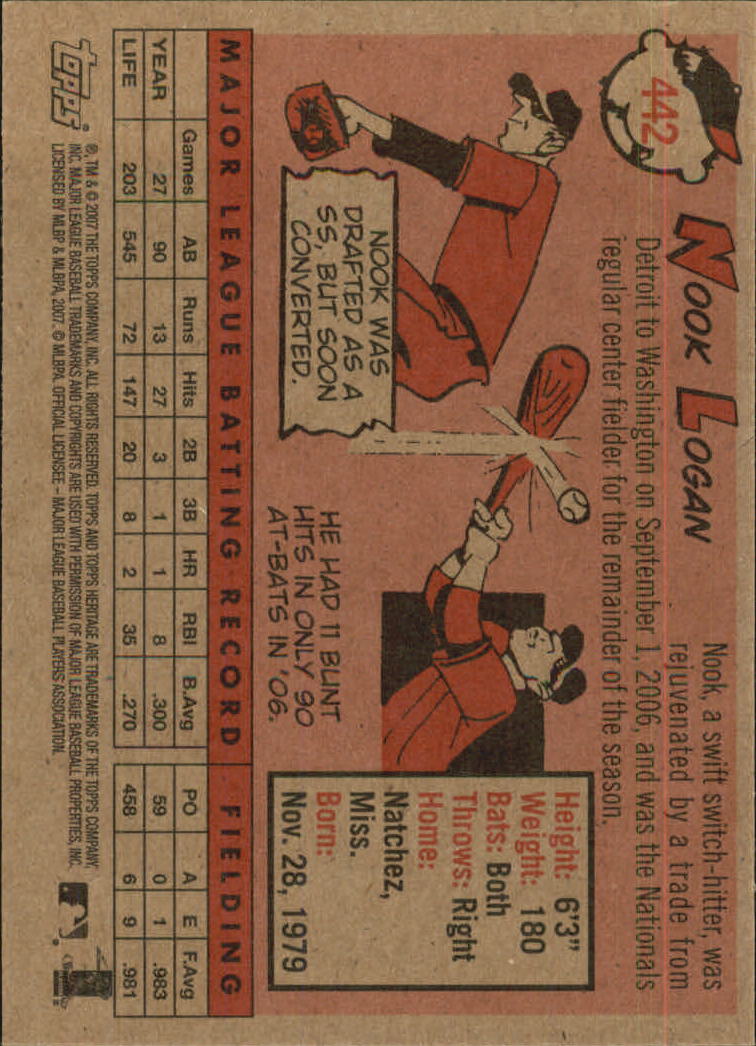 442
NOOK LOGAN
Nook, a swift switch-hitter, was
rejuvenated by a trade from
Detroit to Washington on September 1, 2006, and was the Nationals
regular center fielder for the remainder of the season.
NOOK WAS
DRAFTED AS A
SS, BUT SOON
CONVERTED.
HE HAD 11 BUNT
HITS IN ONLY 90
AT-BATS IN '06.
Height: 6'3"
Weight: 180
Bats: Both
Throws: Right
Home:
Natchez,
Miss.
Born:
Nov. 28, 1979
MAJOR LEAGUE BATTING RECORD FIELDING
Games AB Runs Hits 2B 3B HR RBI B.Avg PO A E F.Avg
YEAR 27 90 13 27 3 1 1 8 .300 59 0 1 .983
LIFE 203 545 72 147 20 8 2 35 .270 458 6 9 .981
topps
®, TM & © 2007 THE TOPPS COMPANY, INC. ALL RIGHTS RESERVED. TOPPS AND TOPPS HERITAGE ARE TRADEMARKS OF THE TOPPS COMPANY,
INC. MAJOR LEAGUE BASEBALL TRADEMARKS AND COPYRIGHTS ARE USED WITH PERMISSION OF MAJOR LEAGUE BASEBALL PROPERTIES, INC.
LICENSED BY MLBP & MLBPA, 2007. © MLBPA. OFFICIAL LICENSEE – MAJOR LEAGUE BASEBALL PLAYERS ASSOCIATION.